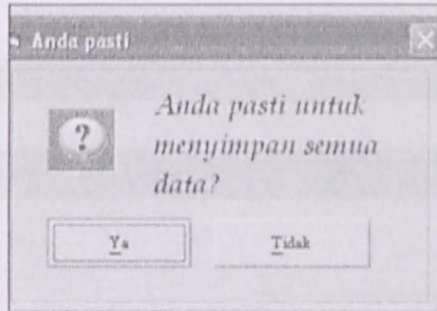 Anda pasti
?
Anda pasti untuk
menyimpan semua
data?
Ya
Tidak